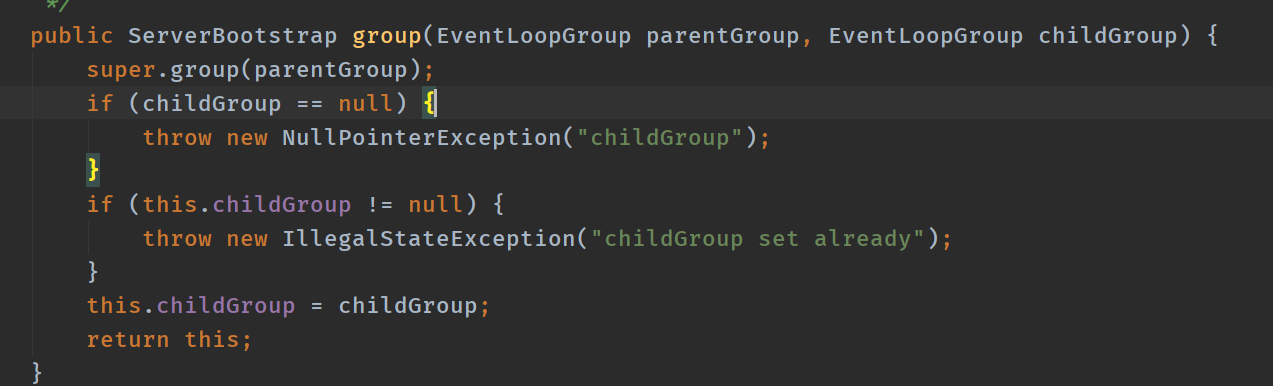 */
public ServerBootstrap group(EventLoopGroup parentGroup, EventLoopGroup childGroup) {
    super.group(parentGroup);
    if (childGroup == null) {
        throw new NullPointerException("childGroup");
    }
    if (this.childGroup != null) {
        throw new IllegalStateException("childGroup set already");
    }
    this.childGroup = childGroup;
    return this;
}